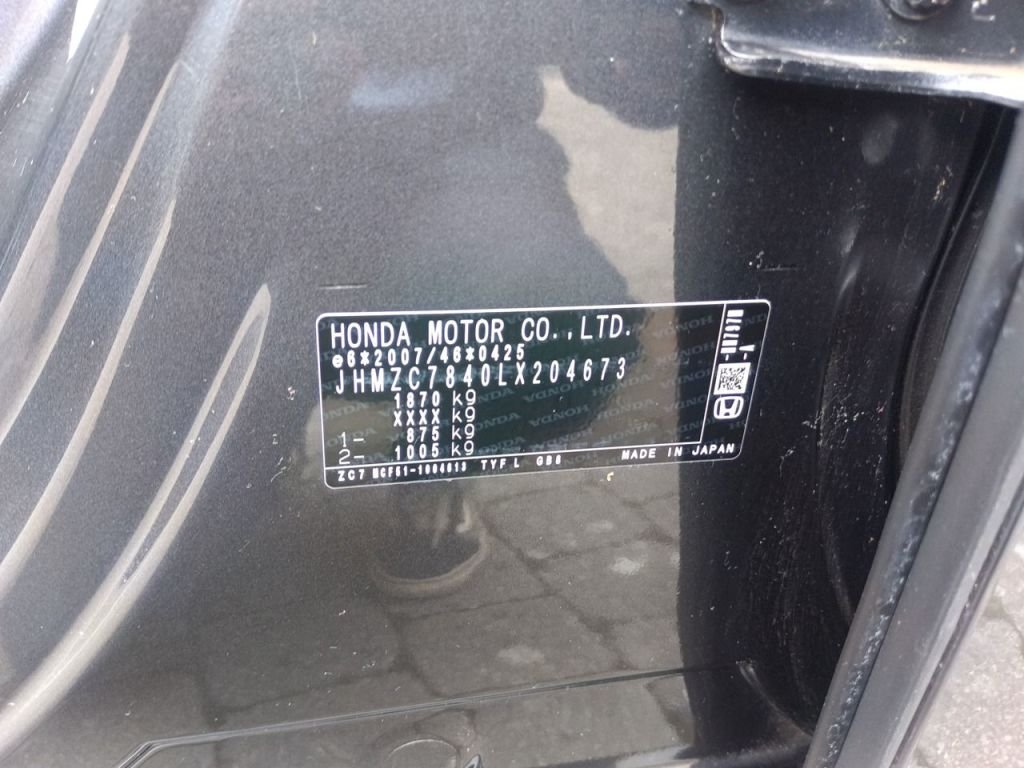 HONDA MOTOR CO.,LTD.
e6*2007/46*0425
JHMZC7840LX204673
1870 kg
XXXX kg
1- 875 kg
2- 1005 kg
ZC7 TYF L
MADE IN JAPAN